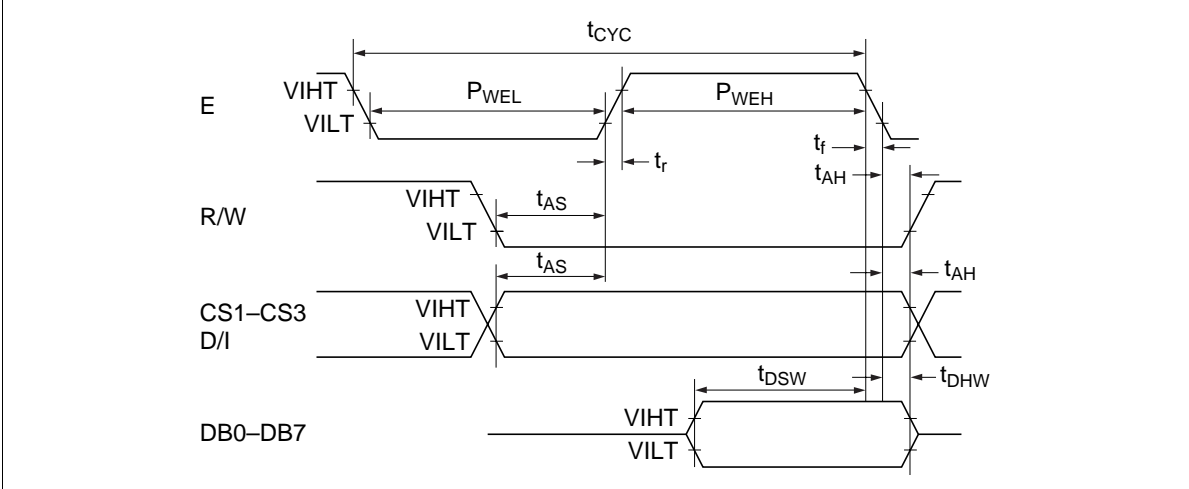 tCYC
E
VIHT
VILT
PWEL
PWEH
tf
tr
tAH
R/W
VIHT
VILT
tAS
tAS
tAH
CS1–CS3
D/I
VIHT
VILT
tDSW
tDHW
DB0–DB7
VIHT
VILT